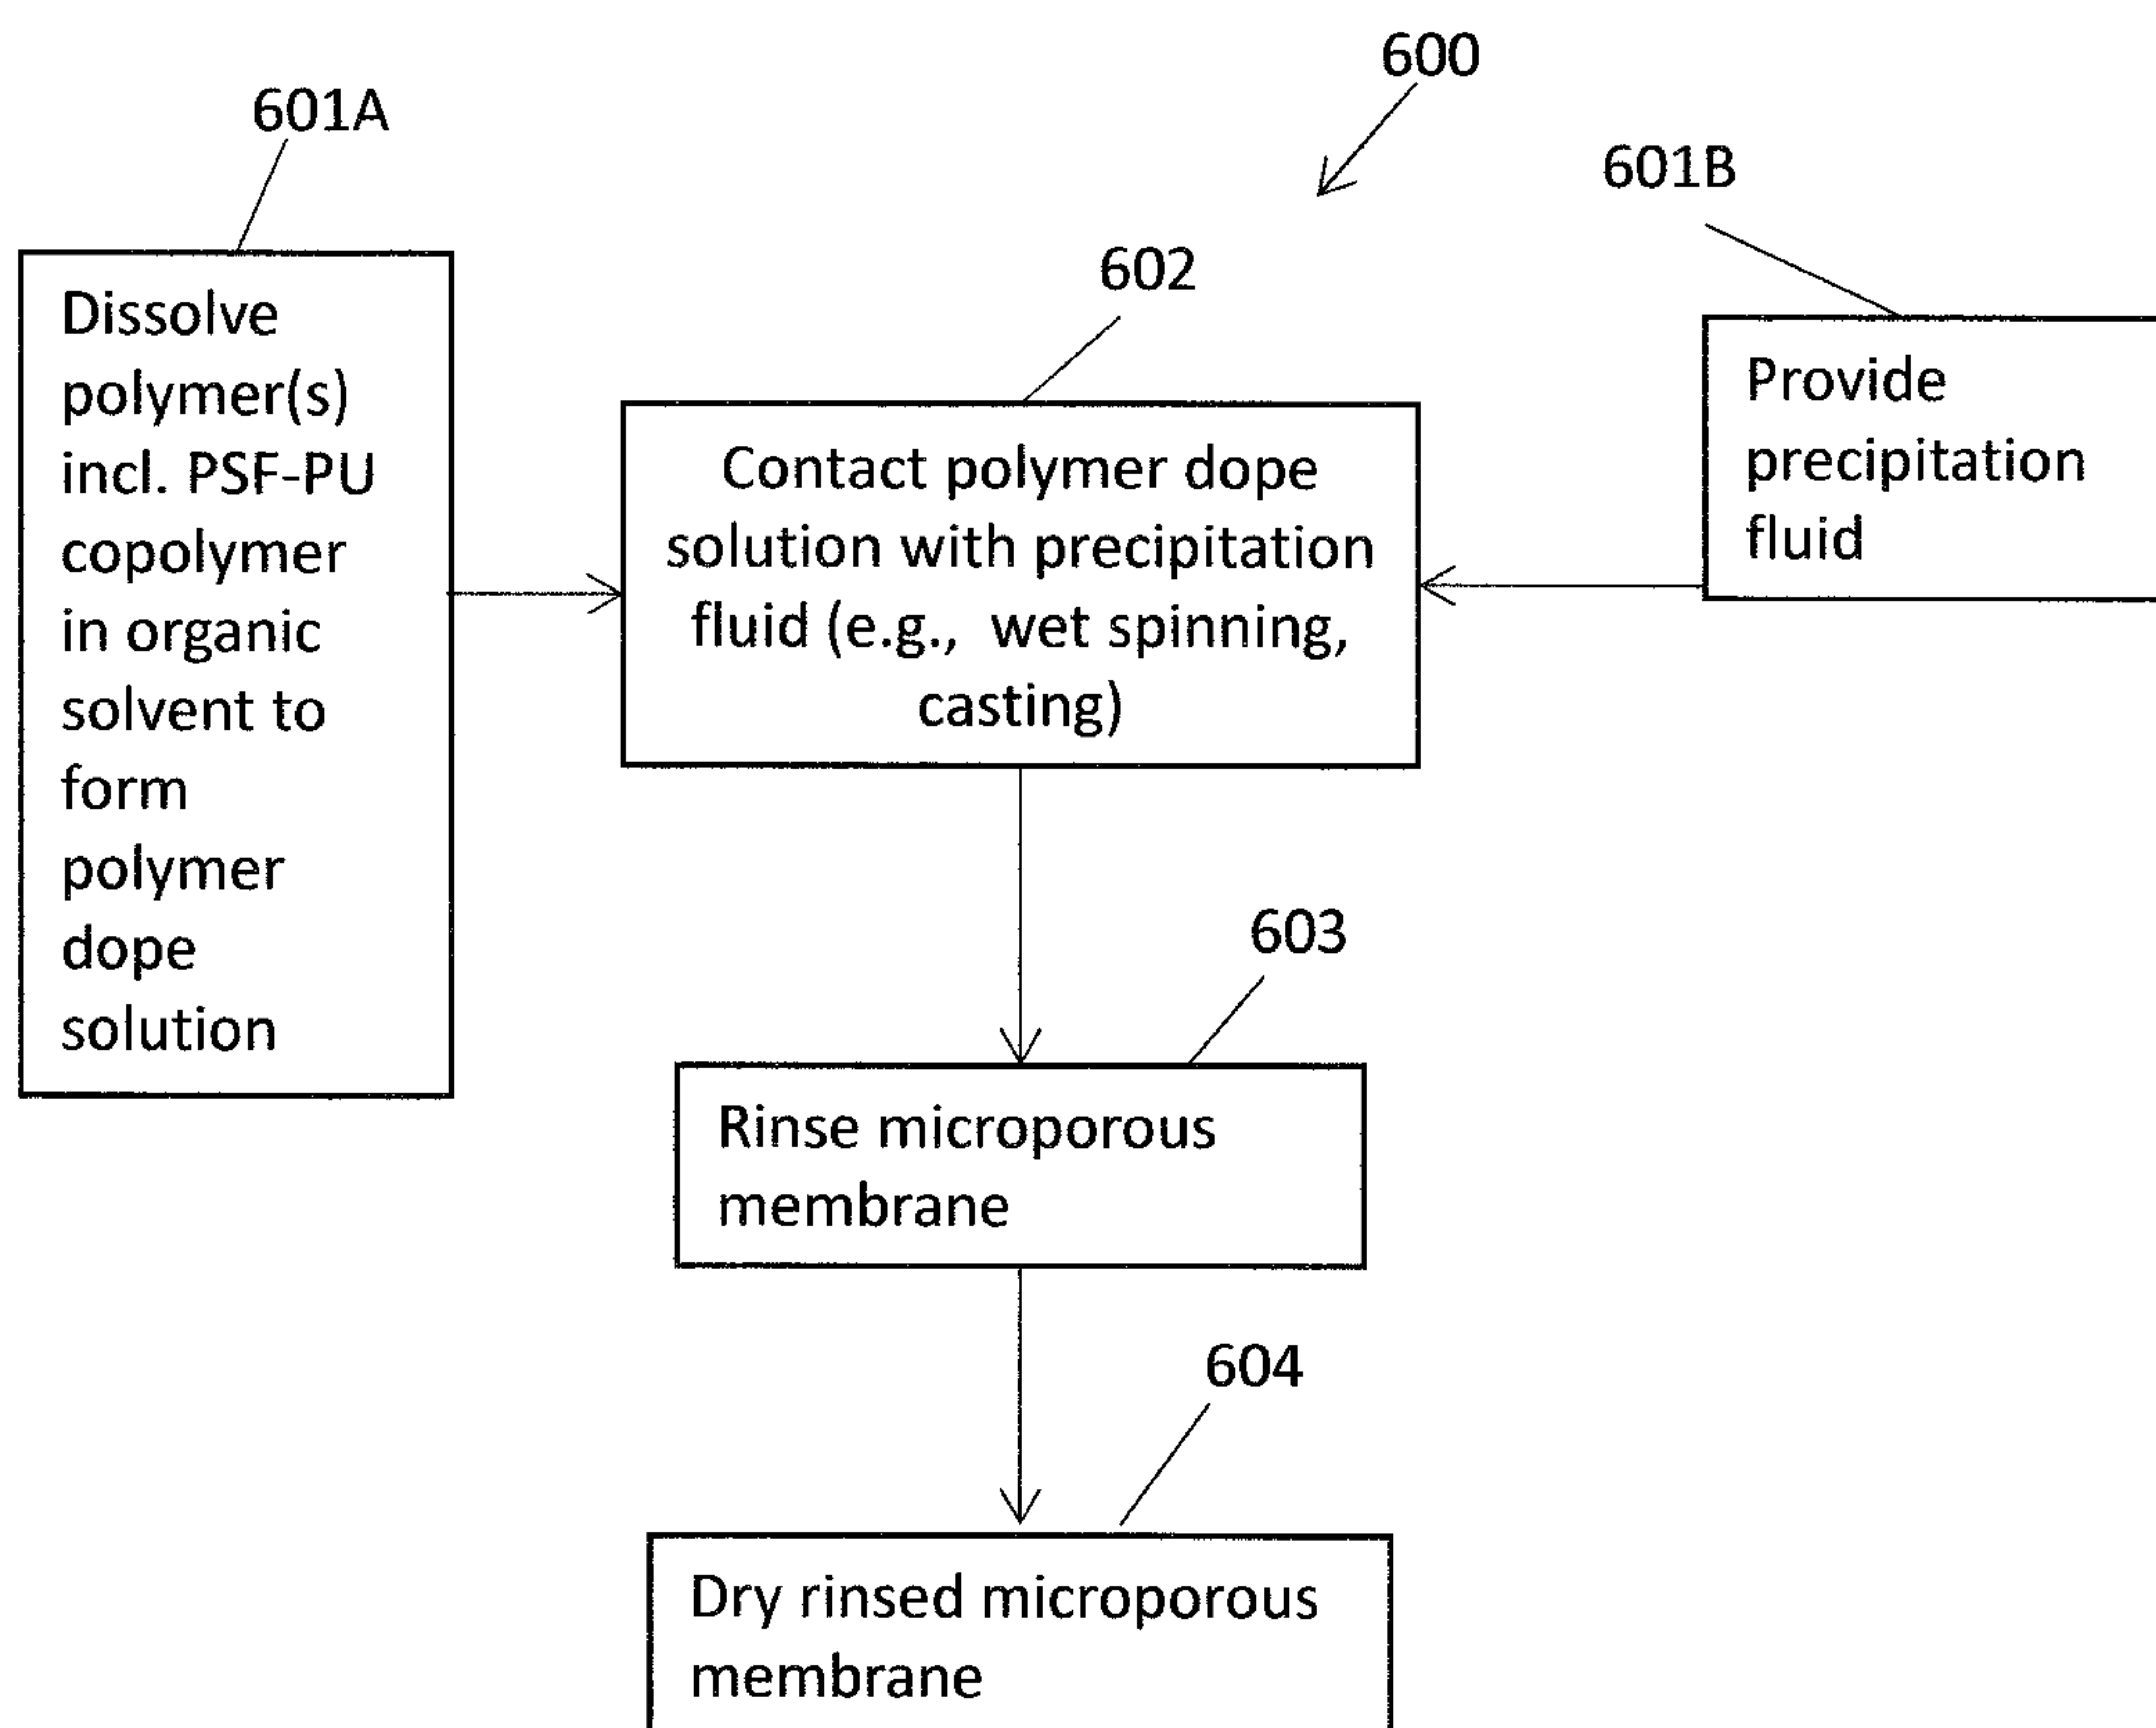 600
601A
601B
602
Dissolve
polymer(s)
incl. PSF-PU
copolymer
in organic
solvent to
form
polymer
dope
solution
Contact polymer dope
solution with precipitation
fluid (e.g., wet spinning,
casting)
Provide
precipitation
fluid
603
Rinse microporous
membrane
604
Dry rinsed microporous
membrane